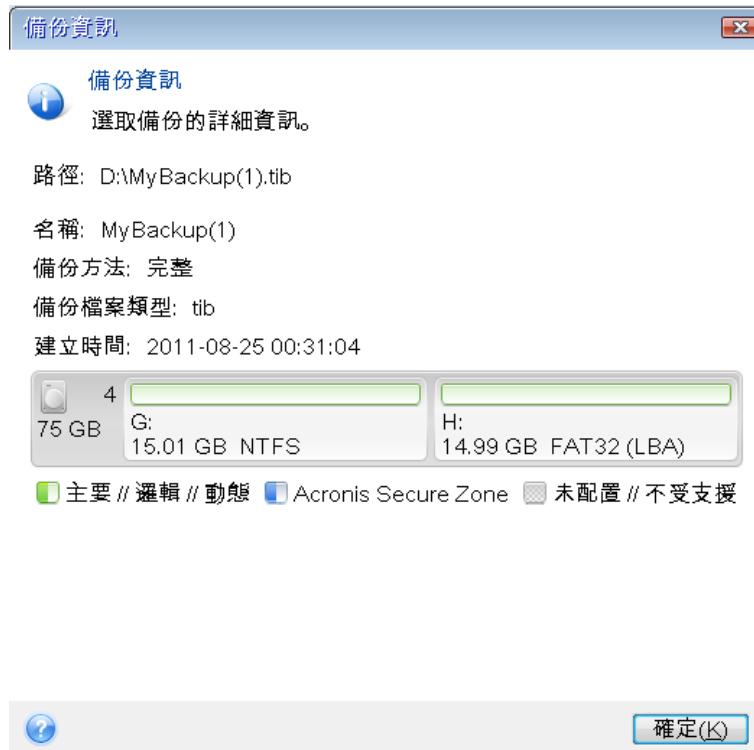 備份資訊
備份資訊
選取備份的詳細資訊。
路徑: D:\MyBackup(1).tib
名稱: MyBackup(1)
備份方法: 完整
備份檔案類型: tib
建立時間: 2011-08-25 00:31:04
4
75 GB
G:
15.01 GB NTFS
H:
14.99 GB FAT32 (LBA)
主要 // 邏輯 // 動態 Acronis Secure Zone 未配置 // 不受支援
確定(K)